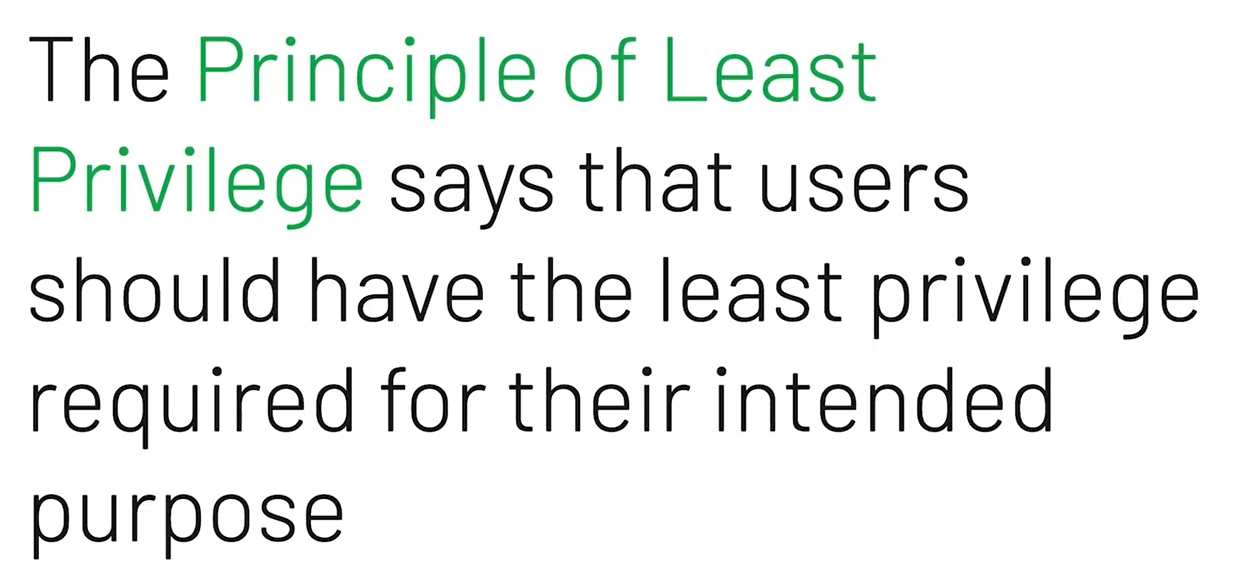 The Principle of Least
Privilege says that users
should have the least privilege
required for their intended
purpose